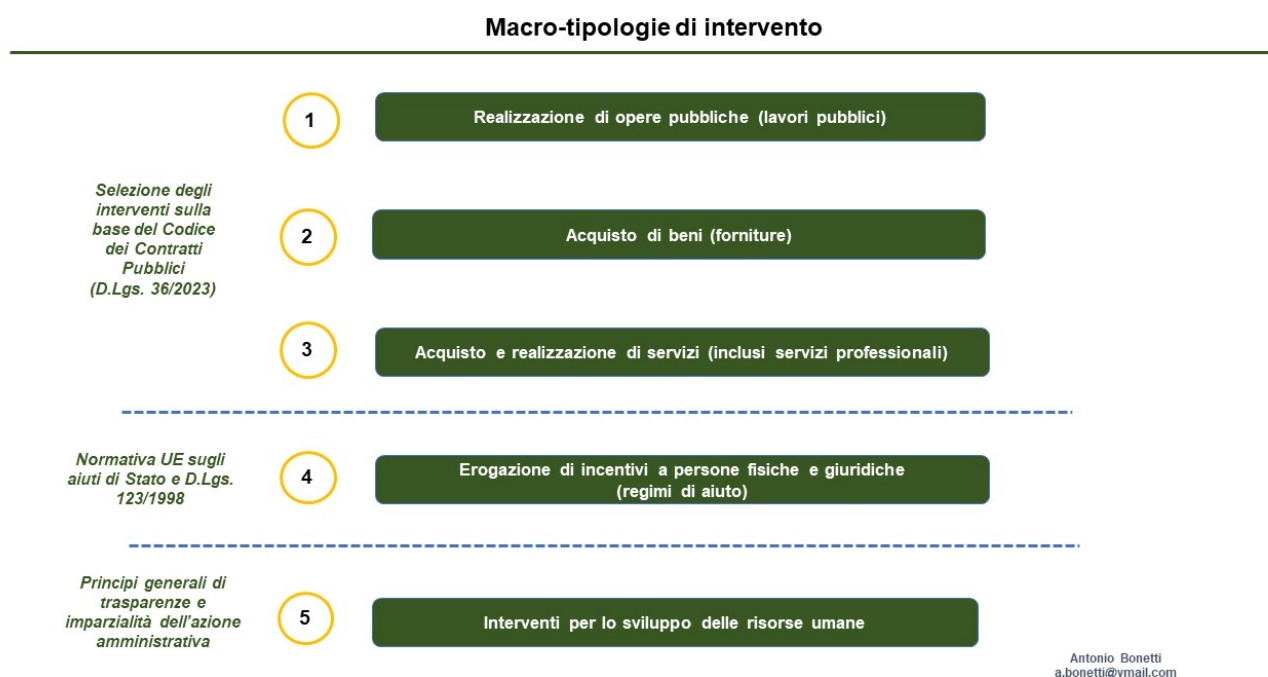 Macro-tipologie di intervento
1
Realizzazione di opere pubbliche (lavori pubblici)
Selezione degli
interventi sulla
base del Codice
dei Contratti
Pubblici
(D.Lgs. 36/2023)
2
Acquisto di beni (forniture)
3
Acquisto e realizzazione di servizi (inclusi servizi professionali)
Normativa UE sugli
aiuti di Stato e D.Lgs.
123/1998
4
Erogazione di incentivi a persone fisiche e giuridiche
(regimi di aiuto)
Principi generali di
trasparenze e
imparzialità dell'azione
amministrativa
5
Interventi per lo sviluppo delle risorse umane
Antonio Bonetti
a.bonetti@ymail.com